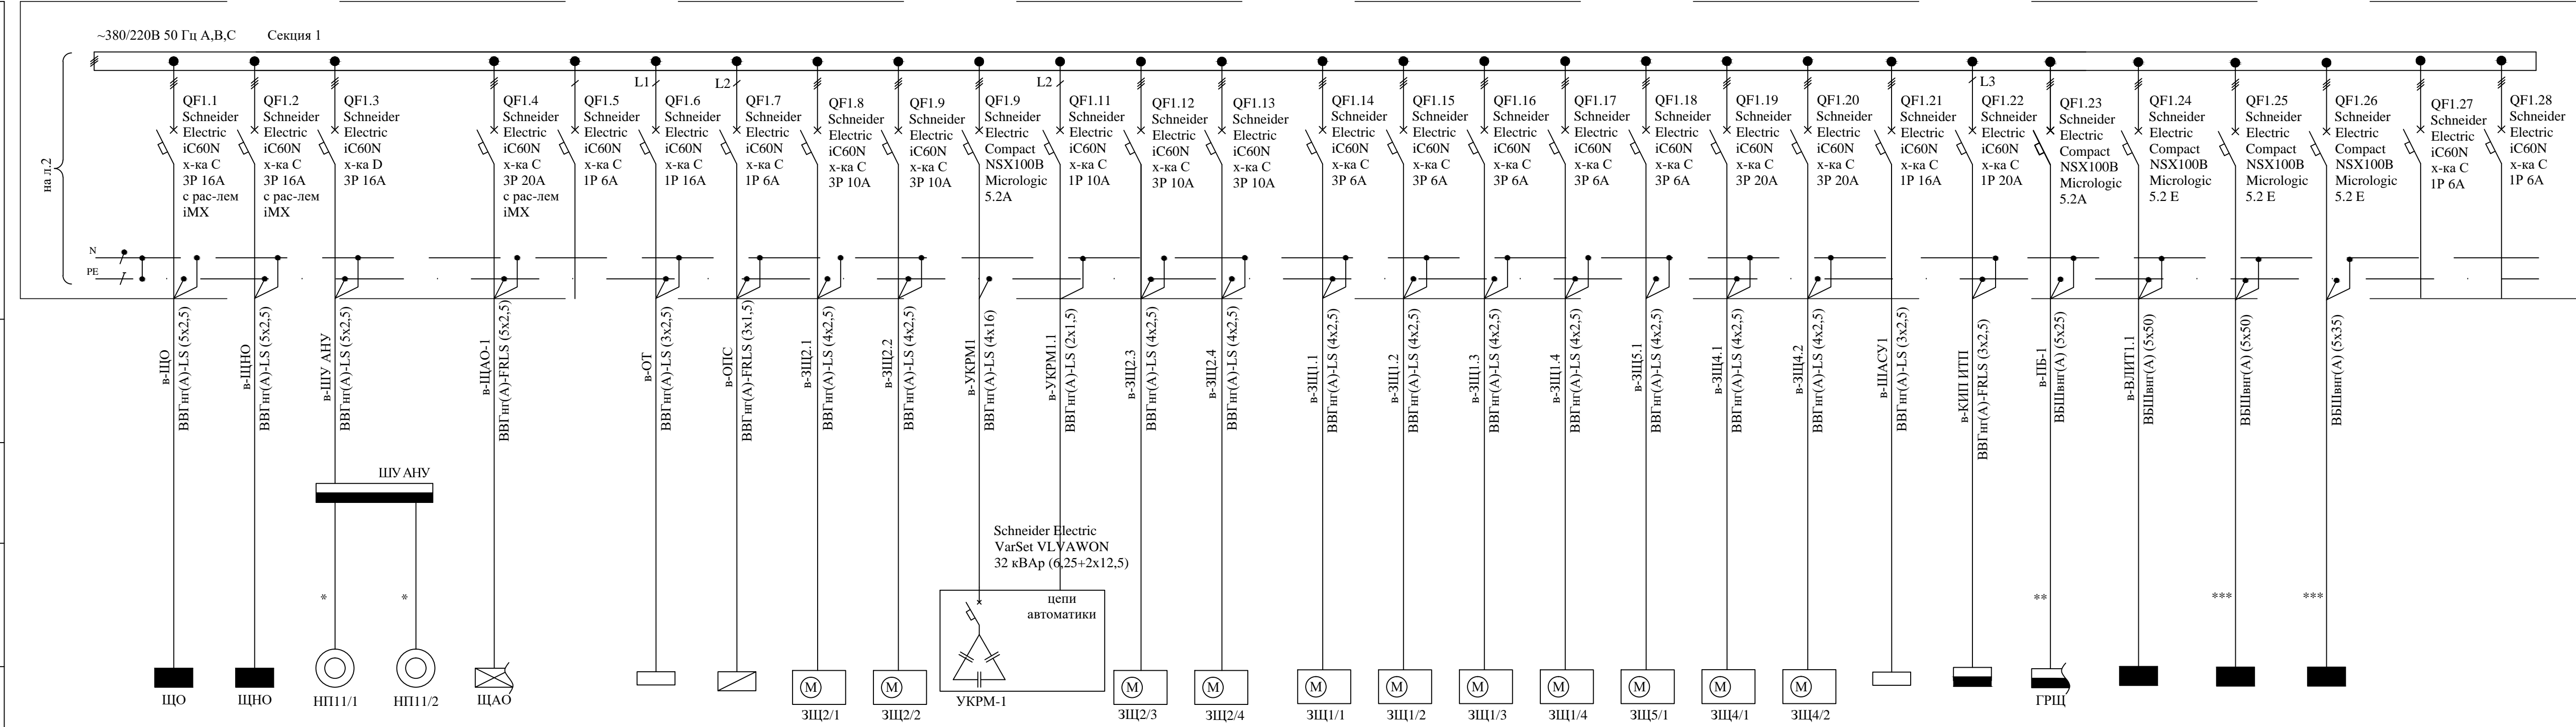 ~380/220В 50 Гц А,В,С
Секция 1
на л.2
N
PE
L1
L2
L2
L3
QF1.1
Schneider
Electric
iC60N
х-ка С
3Р 16А
с рас-лем
iMX
QF1.2
Schneider
Electric
iC60N
х-ка С
3Р 16А
с рас-лем
iMX
QF1.3
Schneider
Electric
iC60N
х-ка D
3Р 16А
QF1.4
Schneider
Electric
iC60N
х-ка С
3Р 20А
с рас-лем
iMX
QF1.5
Schneider
Electric
iC60N
х-ка С
1Р 6А
QF1.6
Schneider
Electric
iC60N
х-ка С
1Р 16А
QF1.7
Schneider
Electric
iC60N
х-ка С
1Р 6А
QF1.8
Schneider
Electric
iC60N
х-ка С
3Р 10А
QF1.9
Schneider
Electric
iC60N
х-ка С
3Р 10А
QF1.9
Schneider
Electric
Compact
NSX100B
Micrologic
5.2A
QF1.11
Schneider
Electric
iC60N
х-ка С
1Р 10А
QF1.12
Schneider
Electric
iC60N
х-ка С
3Р 10А
QF1.13
Schneider
Electric
iC60N
х-ка С
3Р 10А
QF1.14
Schneider
Electric
iC60N
х-ка С
3Р 6А
QF1.15
Schneider
Electric
iC60N
х-ка С
3Р 6А
QF1.16
Schneider
Electric
iC60N
х-ка С
3Р 6А
QF1.17
Schneider
Electric
iC60N
х-ка С
3Р 6А
QF1.18
Schneider
Electric
iC60N
х-ка С
3Р 6А
QF1.19
Schneider
Electric
iC60N
х-ка С
3Р 20А
QF1.20
Schneider
Electric
iC60N
х-ка С
3Р 20А
QF1.21
Schneider
Electric
iC60N
х-ка С
1Р 16А
QF1.22
Schneider
Electric
iC60N
х-ка С
1Р 20А
QF1.23
Schneider
Electric
Compact
NSX100B
Micrologic
5.2A
QF1.24
Schneider
Electric
Compact
NSX100B
Micrologic
5.2 E
QF1.25
Schneider
Electric
Compact
NSX100B
Micrologic
5.2 E
QF1.26
Schneider
Electric
Compact
NSX100B
Micrologic
5.2 E
QF1.27
Schneider
Electric
iC60N
х-ка С
1Р 6А
QF1.28
Schneider
Electric
iC60N
х-ка С
1Р 6А
в-ЩО
ВВГнг(А)-LS (5х2,5)
в-ЩНО
ВВГнг(А)-LS (5х2,5)
в-ШУ АНУ
ВВГнг(А)-LS (5х2,5)
в-ЩАО-1
ВВГнг(А)-FRLS (5х2,5)
в-ОТ
ВВГнг(А)-LS (3х2,5)
в-ОПС
ВВГнг(А)-FRLS (3х1,5)
в-ЗЩ2.1
ВВГнг(А)-LS (4х2,5)
в-ЗЩ2.2
ВВГнг(А)-LS (4х2,5)
в-УКРМ1
ВВГнг(А)-LS (4х16)
в-УКРМ1.1
ВВГнг(А)-LS (2х1,5)
в-ЗЩ2.3
ВВГнг(А)-LS (4х2,5)
в-ЗЩ2.4
ВВГнг(А)-LS (4х2,5)
в-ЗЩ1.1
ВВГнг(А)-LS (4х2,5)
в-ЗЩ1.2
ВВГнг(А)-LS (4х2,5)
в-ЗЩ1.3
ВВГнг(А)-LS (4х2,5)
в-ЗЩ1.4
ВВГнг(А)-LS (4х2,5)
в-ЗЩ5.1
ВВГнг(А)-LS (4х2,5)
в-ЗЩ4.1
ВВГнг(А)-LS (4х2,5)
в-ЗЩ4.2
ВВГнг(А)-LS (4х2,5)
в-ШАСУ1
ВВГнг(А)-LS (3х2,5)
в-КИП ИТП
ВВГнг(А)-FRLS (3х2,5)
в-ПБ-1
ВБШвнг(А) (5х25)
в-ВЛИТ1.1
ВБШвнг(А) (5х50)
ВБШвнг(А) (5х50)
ВБШвнг(А) (5х35)
ШУ АНУ
Schneider Electric
VarSet VLVAWON
32 кВАр (6,25+2х12,5)
цепи
автоматики
*
*
**
***
***
М
М
М
М
М
М
М
М
М
М
М
ЩО
ЩНО
НП11/1
НП11/2
ЩАО
ЗЩ2/1
ЗЩ2/2
УКРМ-1
ЗЩ2/3
ЗЩ2/4
ЗЩ1/1
ЗЩ1/2
ЗЩ1/3
ЗЩ1/4
ЗЩ5/1
ЗЩ4/1
ЗЩ4/2
ГРЩ